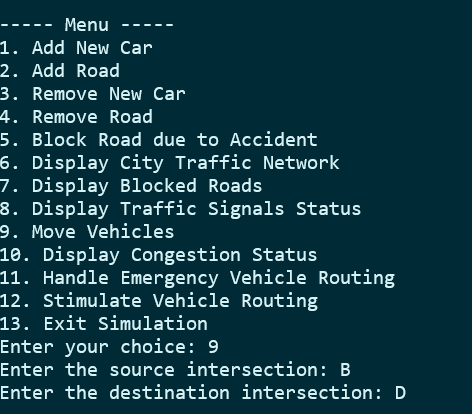 ----- Menu -----
1. Add New Car
2. Add Road
3. Remove New Car
4. Remove Road
5. Block Road due to Accident
6. Display City Traffic Network
7. Display Blocked Roads
8. Display Traffic Signals Status
9. Move Vehicles
10. Display Congestion Status
11. Handle Emergency Vehicle Routing
12. Stimulate Vehicle Routing
13. Exit Simulation
Enter your choice: 9
Enter the source intersection: B
Enter the destination intersection: D